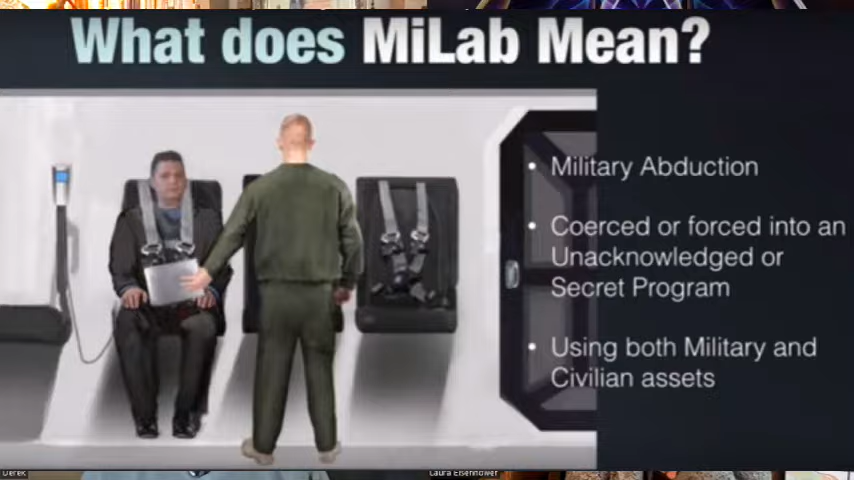 What does MiLab Mean?
• Military Abduction
• Coerced or forced into an
Unacknowledged or
Secret Program
• Using both Military and
Civilian assets
Derek
Laura Eisenhower